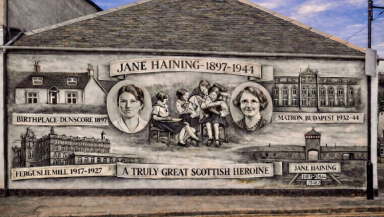 JANE HAINING-1897-1944
BIRTHPLACE-DUNSCORE 1897
MATRON, BUDAPEST 1932-44
FERGUSLIE MILL 1917-1927
A TRULY GREAT SCOTTISH HEROINE
JANE HAINING